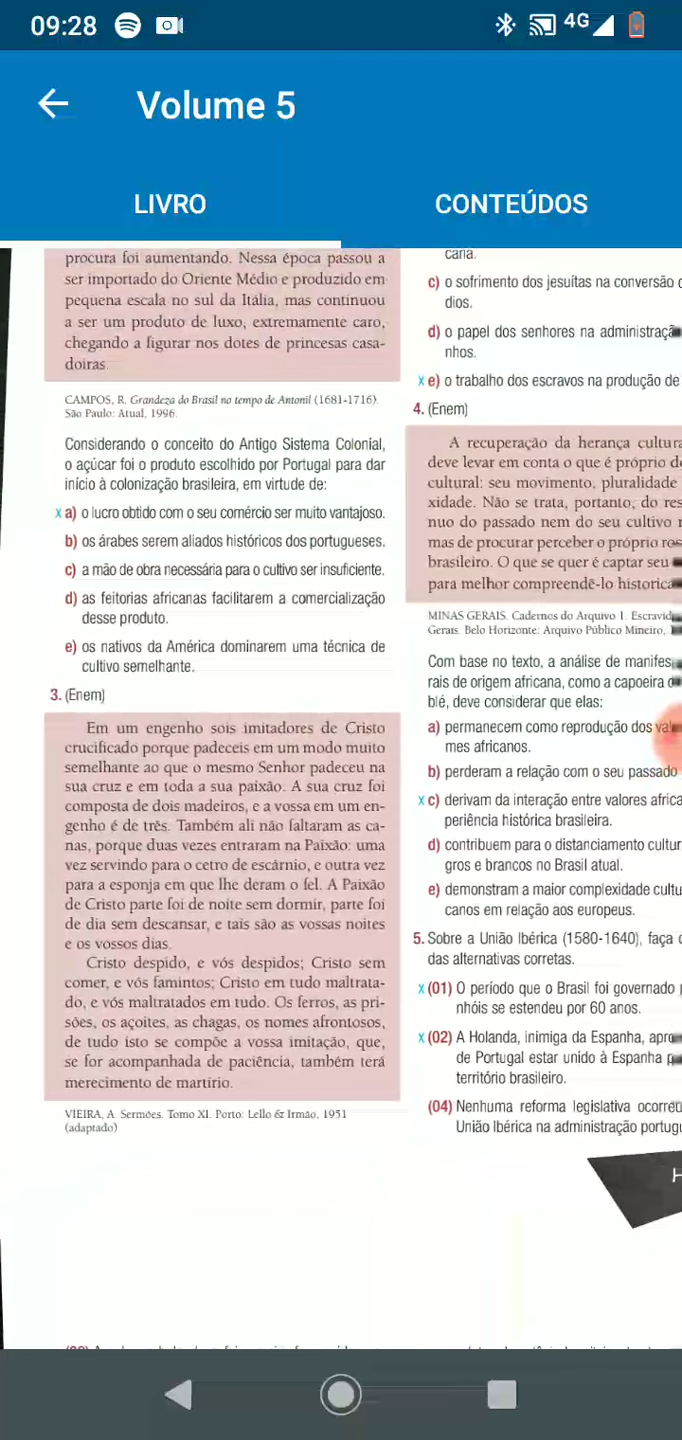 09:28
4G
Volume 5
LIVRO
CONTEÚDOS
procura foi aumentando. Nessa época passou a
ser importado do Oriente Médio e produzido em
pequena escala no sul da Itália, mas continuou
a ser um produto de luxo, extremamente caro,
chegando a figurar nos dotes de princesas casa-
doiras.
CAMPOS, R. Grandeza do Brasil no tempo de Antonil (1681-1716).
São Paulo: Atual, 1996.
Considerando o conceito do Antigo Sistema Colonial,
o açúcar foi o produto escolhido por Portugal para dar
início à colonização brasileira, em virtude de:
x a) o lucro obtido com o seu comércio ser muito vantajoso.
b) os árabes serem aliados históricos dos portugueses.
c) a mão de obra necessária para o cultivo ser insuficiente.
d) as feitorias africanas facilitarem a comercialização
desse produto.
e) os nativos da América dominarem uma técnica de
cultivo semelhante.
3. (Enem)
Em um engenho sois imitadores de Cristo
crucificado porque padeceis em um modo muito
semelhante ao que o mesmo Senhor padeceu na
sua cruz e em toda a sua paixão. A sua cruz foi
composta de dois madeiros, e a vossa em um en-
genho é de três. Também ali não faltaram as ca-
nas, porque duas vezes entraram na Paixão: uma
vez servindo para o cetro de escárnio, e outra vez
para a esponja em que lhe deram o fel. A Paixão
de Cristo parte foi de noite sem dormir, parte foi
de dia sem descansar, e tais são as vossas noites
e os vossos dias.
Cristo despido, e vós despidos; Cristo sem
comer, e vós famintos; Cristo em tudo maltrata-
do, e vós maltratados em tudo. Os ferros, as pri-
sões, os açoites, as chagas, os nomes afrontosos,
de tudo isto se compõe a vossa imitação, que,
se for acompanhada de paciência, também terá
merecimento de martírio.
VIEIRA, A. Sermões. Tomo XI. Porto: Lello & Irmão, 1951
(adaptado)
caria.
c) o sofrimento dos jesuítas na conversão
dios.
d) o papel dos senhores na administraçã
nhos.
x e) o trabalho dos escravos na produção de
4. (Enem)
A recuperação da herança cultura
deve levar em conta o que é próprio d
cultural: seu movimento, pluralidade
xidade. Não se trata, portanto, do res
nuo do passado nem do seu cultivo
mas de procurar perceber o próprio ros
brasileiro. O que se quer é captar seu
para melhor compreendê-lo historica
MINAS GERAIS. Cadernos do Arquivo 1. Escravid
Gerais. Belo Horizonte: Arquivo Público Mineiro,
Com base no texto, a análise de manifes
rais de origem africana, como a capoeira o
blé, deve considerar que elas:
a) permanecem como reprodução dos val
mes africanos.
b) perderam a relação com o seu passado
x c) derivam da interação entre valores africa
periência histórica brasileira.
d) contribuem para o distanciamento cultur
gros e brancos no Brasil atual.
e) demonstram a maior complexidade cultu
canos em relação aos europeus.
5. Sobre a União Ibérica (1580-1640), faça
das alternativas corretas.
x (01) O período que o Brasil foi governado
nhóis se estendeu por 60 anos.
x (02) A Holanda, inimiga da Espanha, apro
de Portugal estar unido à Espanha
território brasileiro.
(04) Nenhuma reforma legislativa ocorreu
União Ibérica na administração portug
H